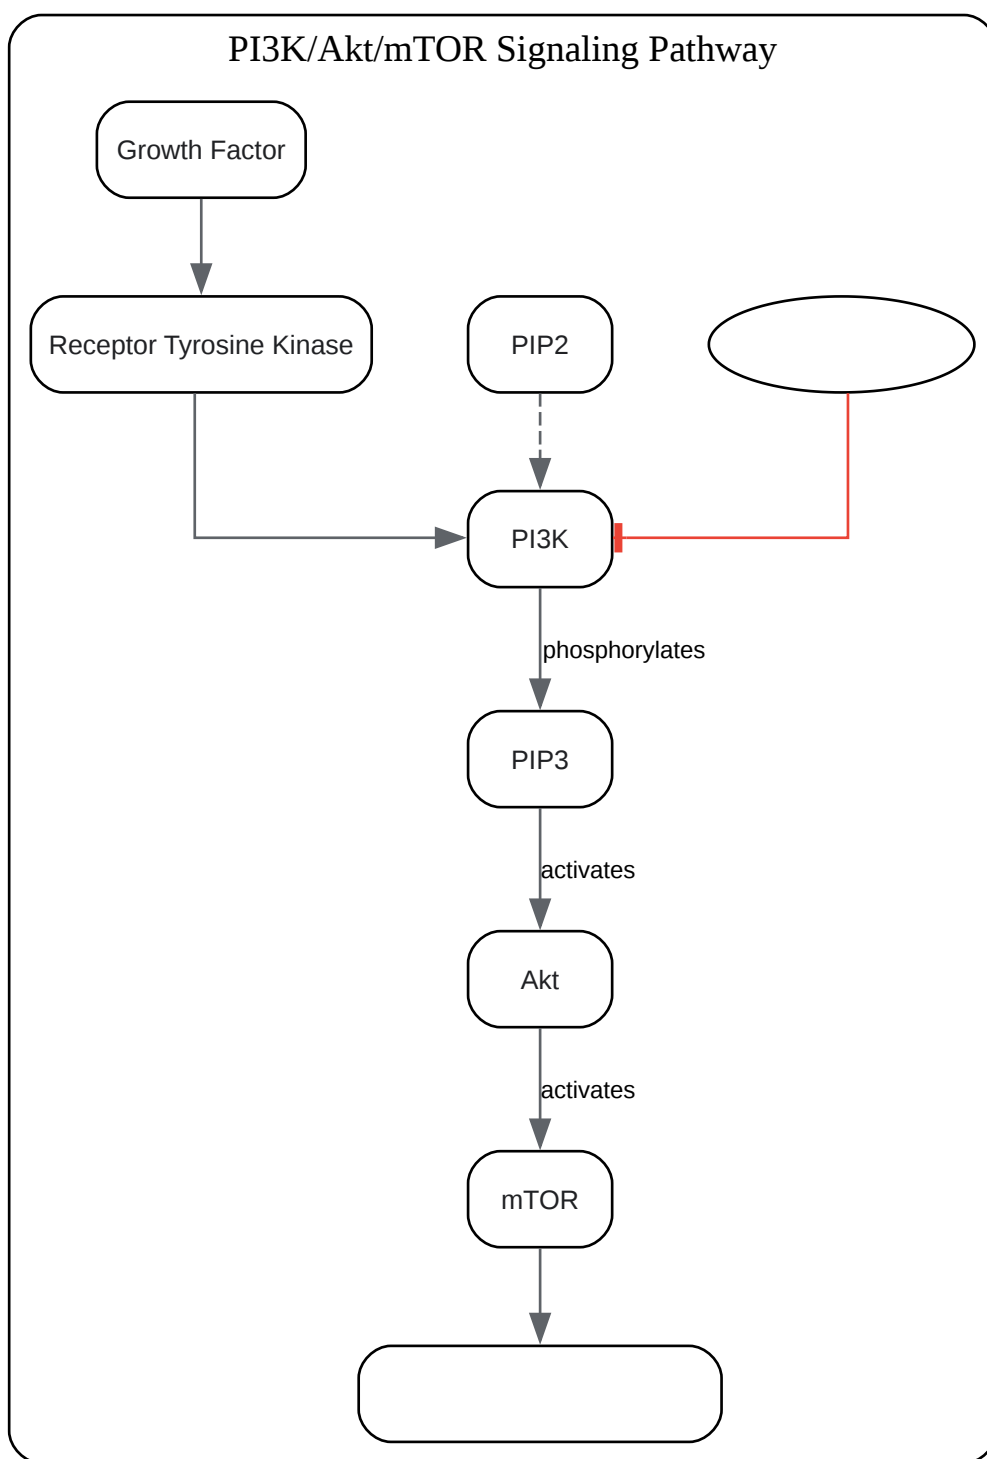 PI3K/Akt/mTOR Signaling Pathway
Growth Factor
Receptor Tyrosine Kinase
PIP2
PI3K
phosphorylates
PIP3
activates
Akt
activates
mTOR